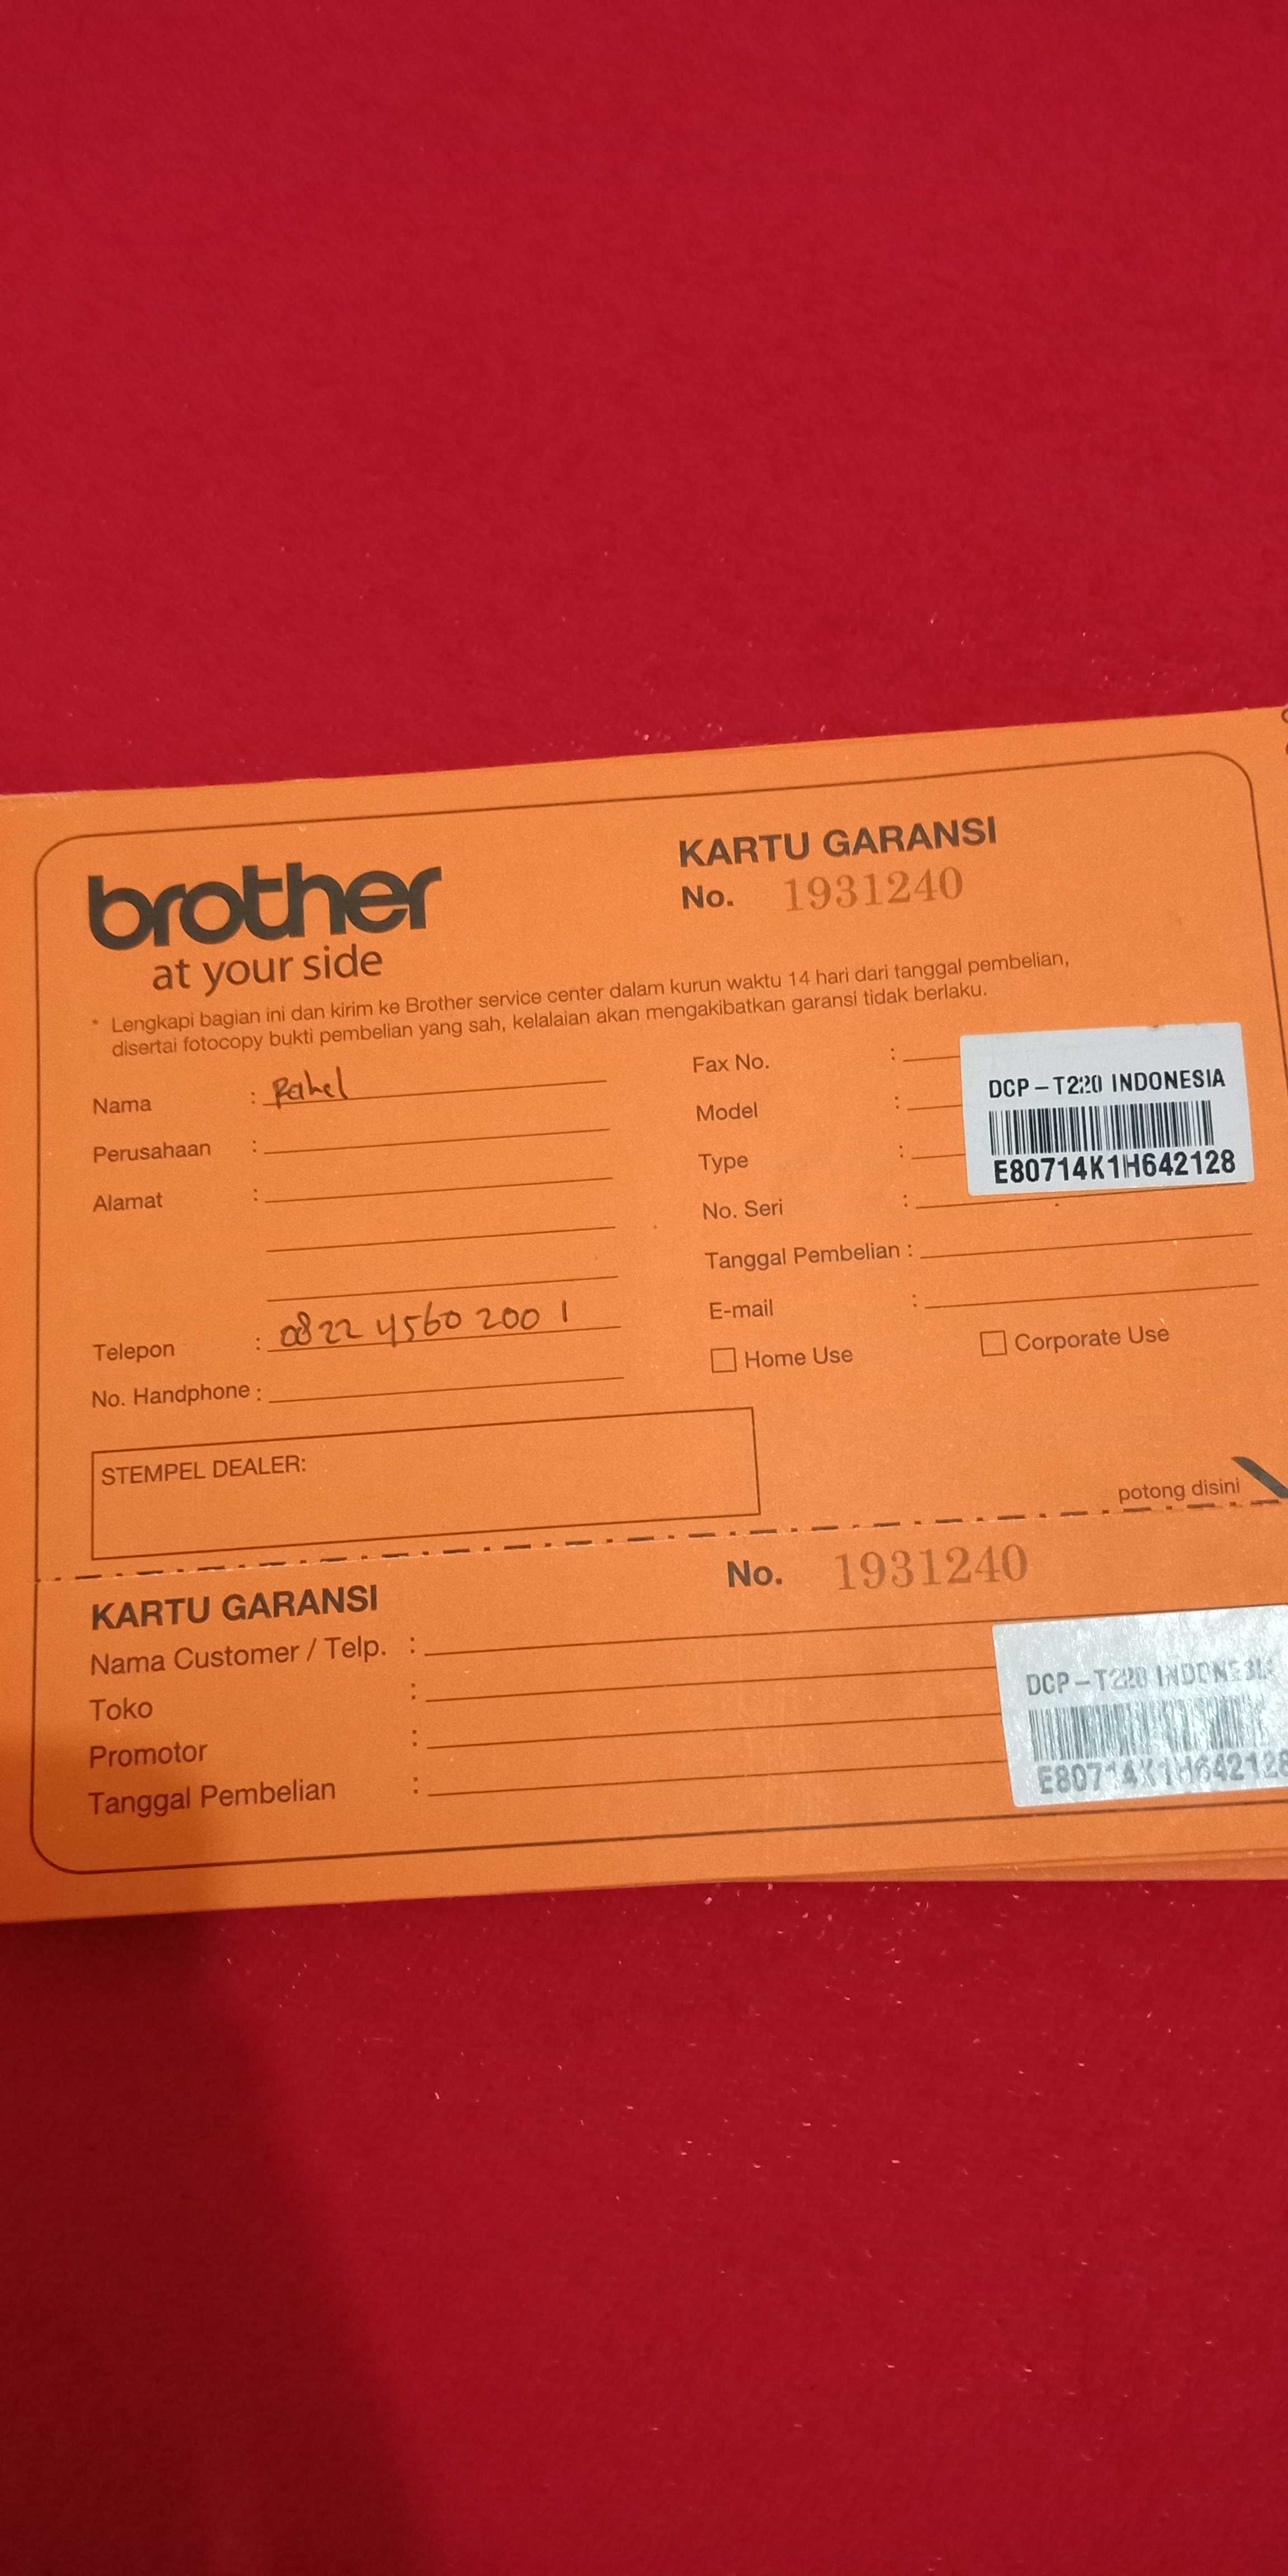 brother
at your side
KARTU GARANSI
No. 1931240
* Lengkapi bagian ini dan kirim ke Brother service center dalam kurun waktu 14 hari dari tanggal pembelian,
disertai fotocopy bukti pembelian yang sah, kelalaian akan mengakibatkan garansi tidak berlaku.
Nama : Rahel
Perusahaan :
Alamat :
Telepon : 0822 4560 2001
No. Handphone :
Fax No. :
Model :
Type :
No. Seri :
Tanggal Pembelian :
E-mail :
Home Use
Corporate Use
DCP-T220 INDONESIA
E80714K1H642128
STEMPEL DEALER:
potong disini
KARTU GARANSI
No. 1931240
Nama Customer / Telp. :
Toko :
Promotor :
Tanggal Pembelian :
DCP-T220 INDONESIA
E80714K1H642128